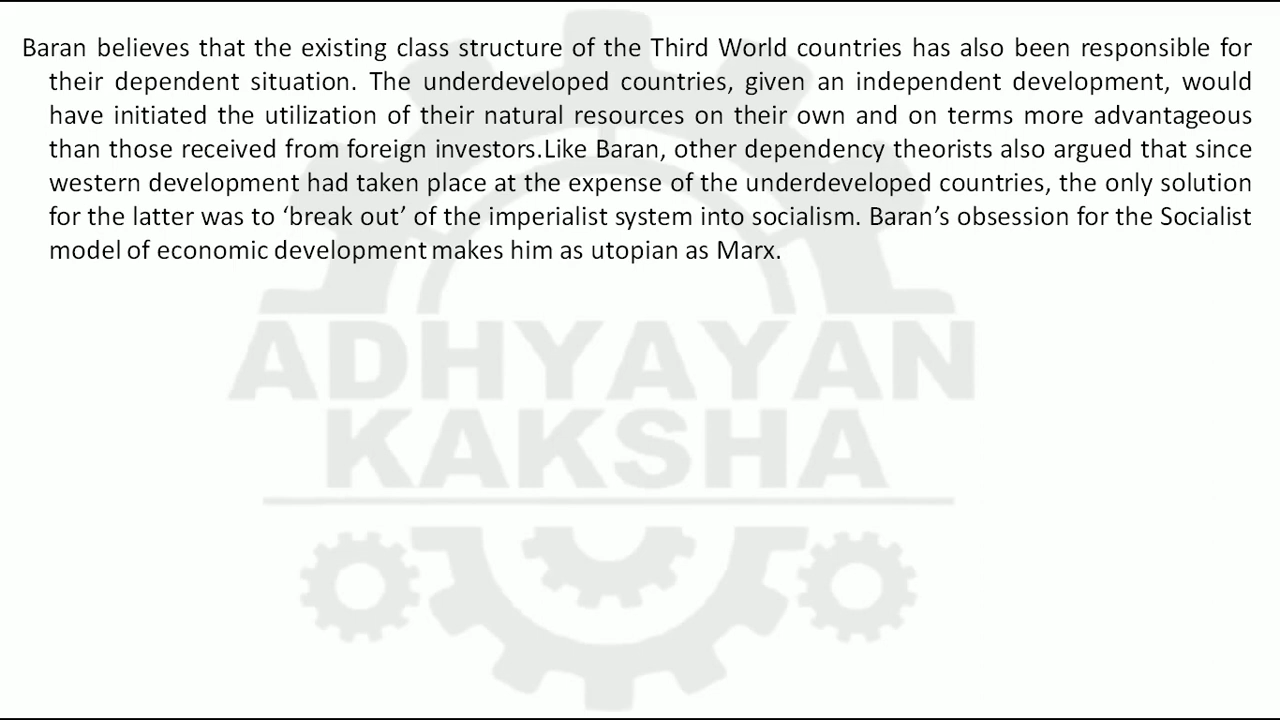 Baran believes that the existing class structure of the Third World countries has also been responsible for
their dependent situation. The underdeveloped countries, given an independent development, would
have initiated the utilization of their natural resources on their own and on terms more advantageous
than those received from foreign investors.Like Baran, other dependency theorists also argued that since
western development had taken place at the expense of the underdeveloped countries, the only solution
for the latter was to ‘break out’ of the imperialist system into socialism. Baran’s obsession for the Socialist
model of economic development makes him as utopian as Marx.
ADHYAYAN
KAKSHA